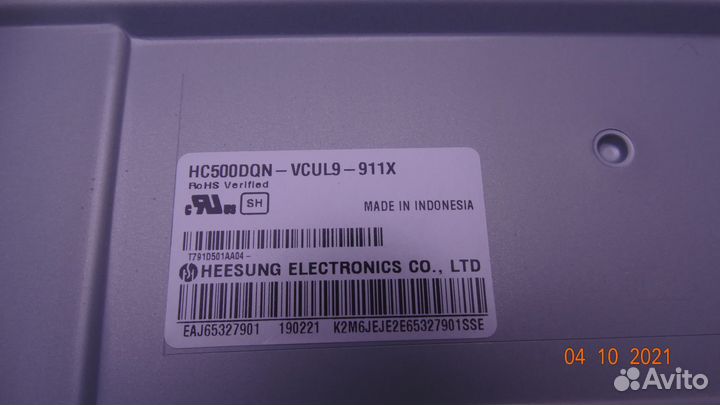 HC500DQN-VCUL9-911X
RoHS Verified
SH
MADE IN INDONESIA
T791D501AA04-
HEESUNG ELECTRONICS CO., LTD
EAJ65327901 190221 K2M6JEJE2E65327901SSE
04 10 2021
Avito